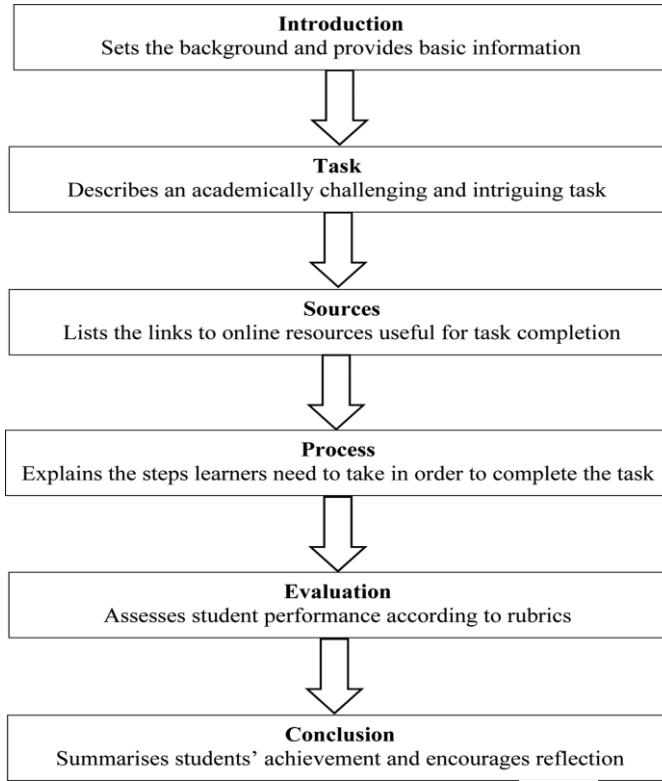 Introduction
Sets the background and provides basic information
Task
Describes an academically challenging and intriguing task
Sources
Lists the links to online resources useful for task completion
Process
Explains the steps learners need to take in order to complete the task
Evaluation
Assesses student performance according to rubrics
Conclusion
Summarises students’ achievement and encourages reflection